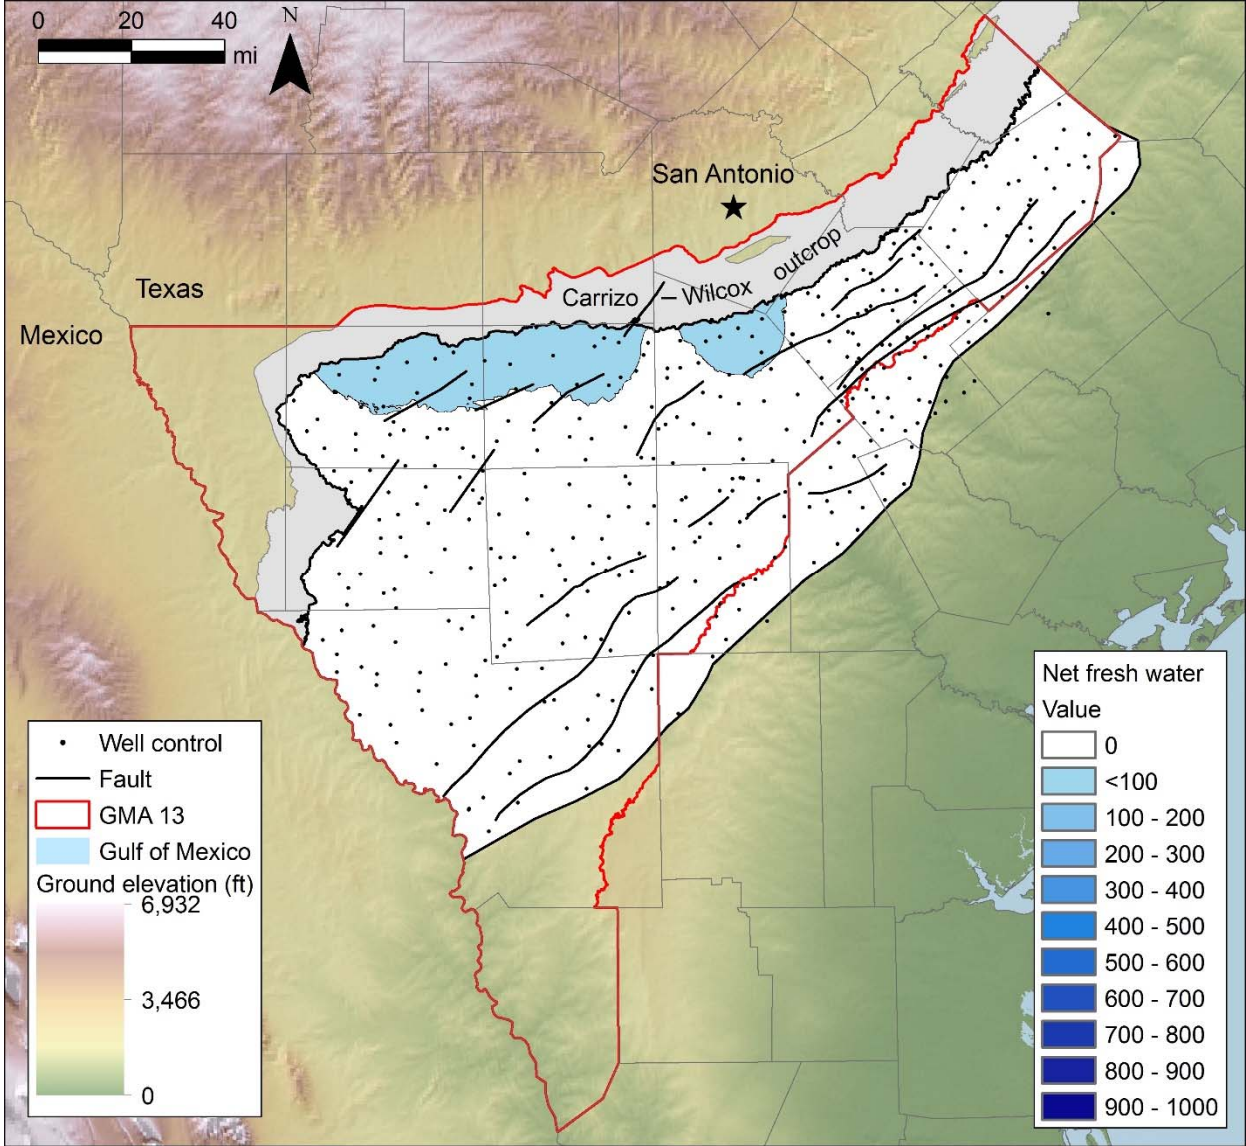 0 20 40
mi
N
San Antonio
Texas
Mexico
Carrizo – Wilcox outcrop
Well control
Fault
GMA 13
Gulf of Mexico
Ground elevation (ft)
6,932
3,466
0
Net fresh water
Value
0
<100
100 - 200
200 - 300
300 - 400
400 - 500
500 - 600
600 - 700
700 - 800
800 - 900
900 - 1000